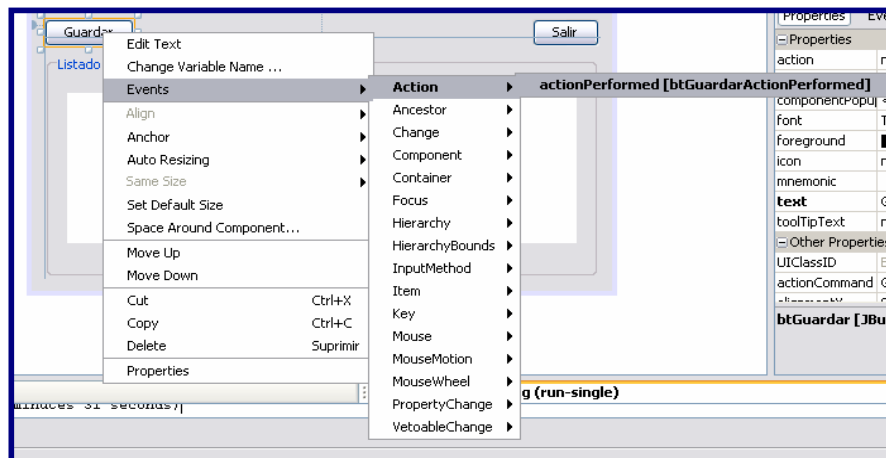 Guardar
Salir
Listado
Edit Text
Change Variable Name ...
Events
Align
Anchor
Auto Resizing
Same Size
Set Default Size
Space Around Component...
Move Up
Move Down
Cut Ctrl+X
Copy Ctrl+C
Delete Suprimir
Properties
Action
Ancestor
Change
Component
Container
Focus
Hierarchy
HierarchyBounds
InputMethod
Item
Key
Mouse
MouseMotion
MouseWheel
PropertyChange
VetoableChange
actionPerformed [btGuardarActionPerformed]
Properties
Properties
action
componentPopu
font
foreground
icon
mnemonic
text
toolTipText
Other Properties
UIClassID
actionCommand
btGuardar [JBu
g (run-single)
minutes 31 seconds)